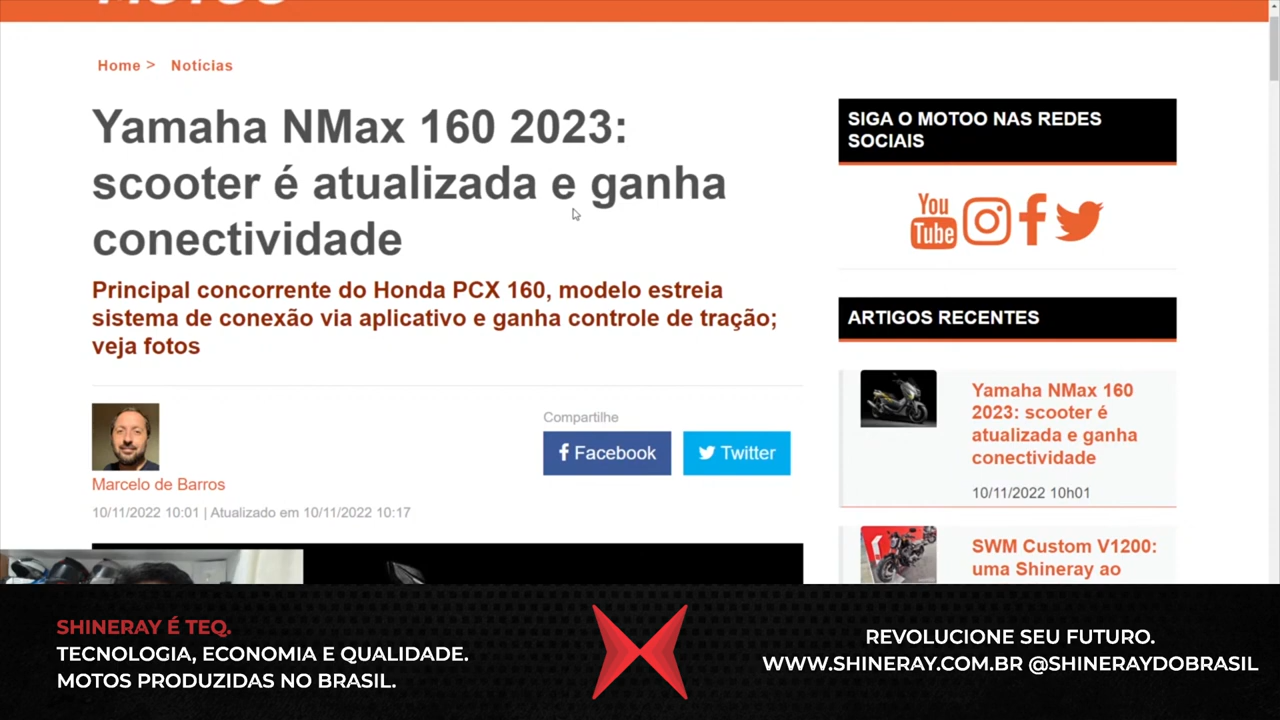 Home >
Notícias
Yamaha NMax 160 2023:
scooter é atualizada e ganha
conectividade
Principal concorrente do Honda PCX 160, modelo estreia
sistema de conexão via aplicativo e ganha controle de tração;
veja fotos
Marcelo de Barros
10/11/2022 10:01 | Atualizado em 10/11/2022 10:17
Compartilhe
Facebook
Twitter
SIGA O MOTOO NAS REDES
SOCIAIS
You
Tube
ARTIGOS RECENTES
Yamaha NMax 160
2023: scooter é
atualizada e ganha
conectividade
10/11/2022 10h01
SWM Custom V1200:
uma Shineray ao
SHINERAY É TEQ.
TECNOLOGIA, ECONOMIA E QUALIDADE.
MOTOS PRODUZIDAS NO BRASIL.
REVOLUCIONE SEU FUTURO.
WWW.SHINERAY.COM.BR @SHINERAYDOBRASIL